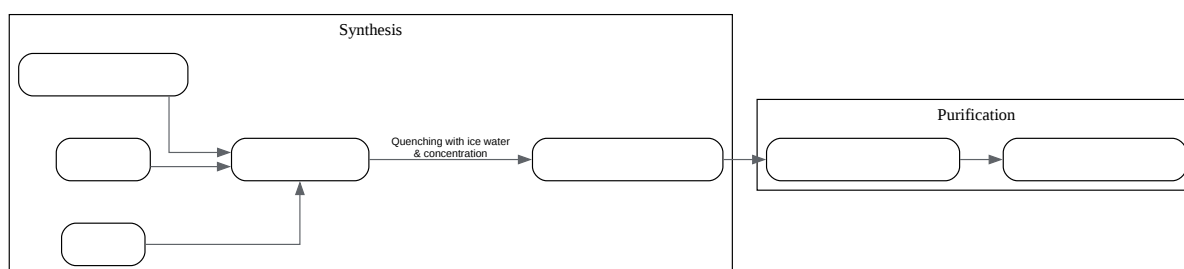 Synthesis
Purification
Quenching with ice water
& concentration